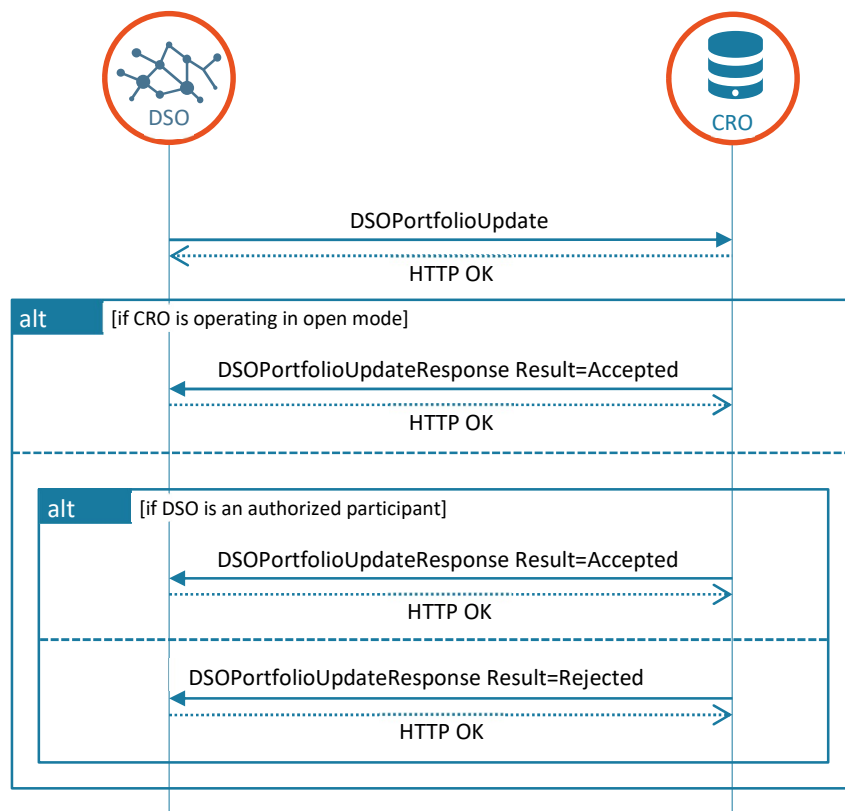 DSO
CRO
DSOPortfolioUpdate
HTTP OK
alt [if CRO is operating in open mode]
DSOPortfolioUpdateResponse Result=Accepted
HTTP OK
alt [if DSO is an authorized participant]
DSOPortfolioUpdateResponse Result=Accepted
HTTP OK
DSOPortfolioUpdateResponse Result=Rejected
HTTP OK